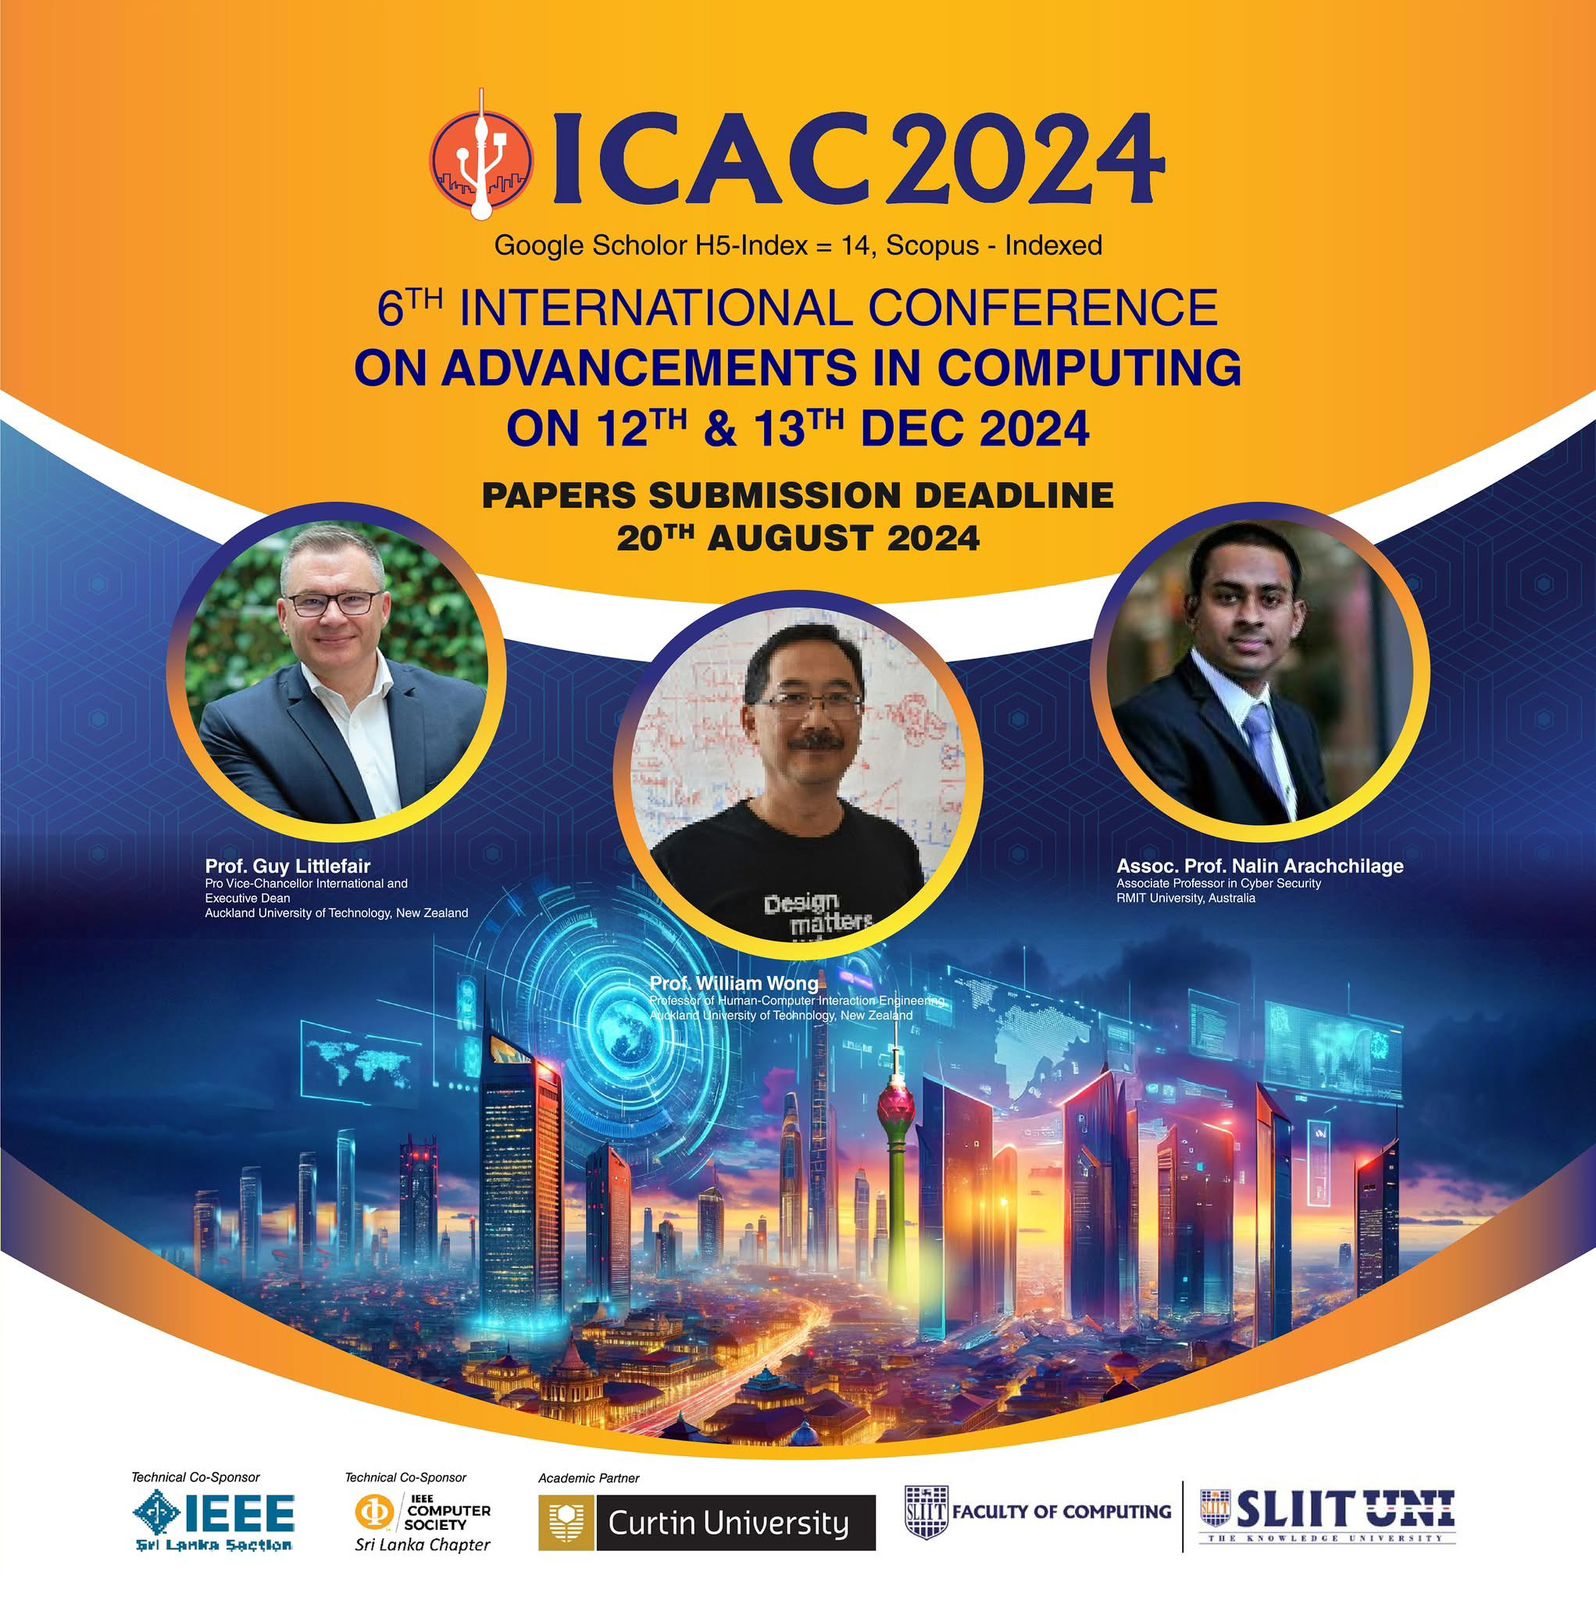 ICAC 2024
Google Scholor H5-Index = 14, Scopus - Indexed
6TH INTERNATIONAL CONFERENCE
ON ADVANCEMENTS IN COMPUTING
ON 12TH & 13TH DEC 2024
PAPERS SUBMISSION DEADLINE
20TH AUGUST 2024
Prof. Guy Littlefair
Pro Vice-Chancellor International and
Executive Dean
Auckland University of Technology, New Zealand
Design
matters
Prof. William Wong
Professor of Human-Computer Interaction Engineering
Auckland University of Technology, New Zealand
Assoc. Prof. Nalin Arachchilage
Associate Professor in Cyber Security
RMIT University, Australia
Technical Co-Sponsor
IEEE
Sri Lanka Section
Technical Co-Sponsor
IEEE
COMPUTER
SOCIETY
Sri Lanka Chapter
Academic Partner
Curtin University
SLIIT
FACULTY OF COMPUTING
SLIIT
SLIIT UNI
THE KNOWLEDGE UNIVERSITY